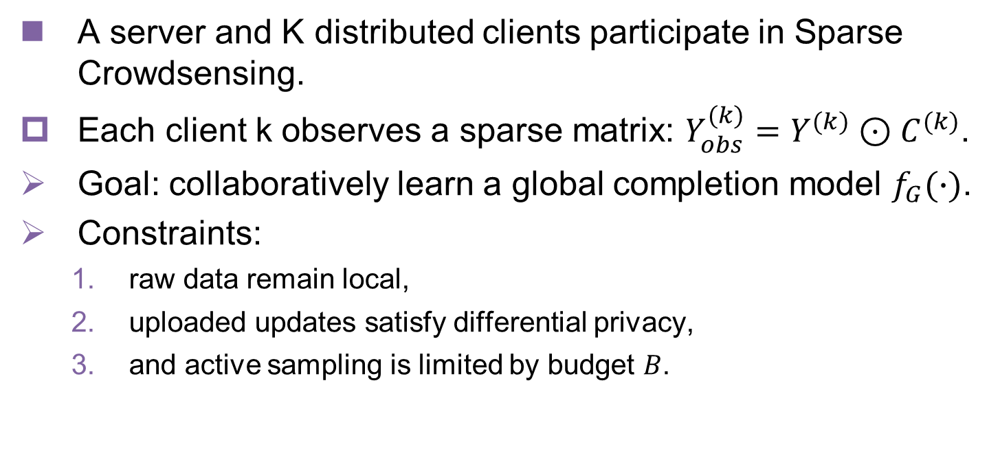 A server and K distributed clients participate in Sparse
Crowdsensing.
Each client k observes a sparse matrix: $Y_{obs}^{(k)} = Y^{(k)} \odot C^{(k)}$.
Goal: collaboratively learn a global completion model $f_G(\cdot)$.
Constraints:
1. raw data remain local,
2. uploaded updates satisfy differential privacy,
3. and active sampling is limited by budget $B$.